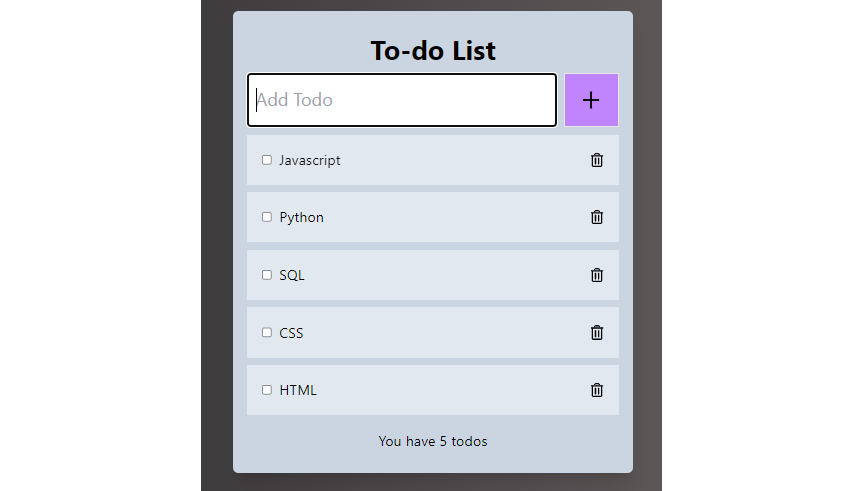 To-do List
Add Todo
Javascript
Python
SQL
CSS
HTML
You have 5 todos